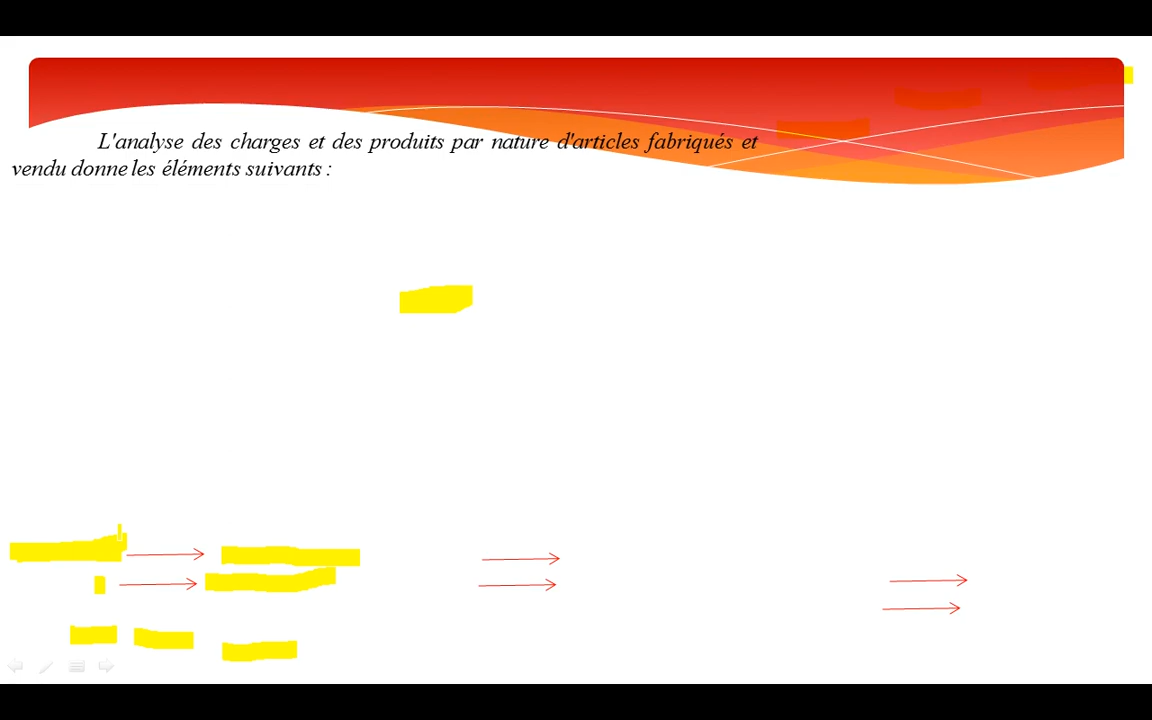 L'analyse des charges et des produits par nature d'articles fabriqués et
vendu donne les éléments suivants :